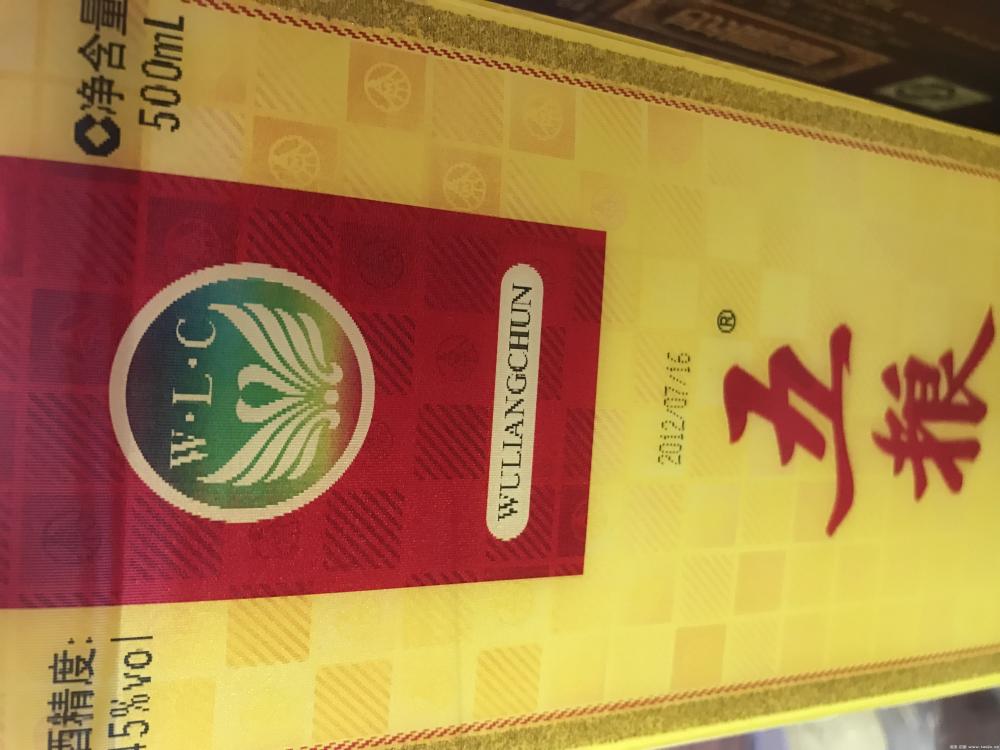 酒精度:
45%vol
净含量
500mL
W·L·C
WULIANGCHUN
2012/07/16
®
五
粮